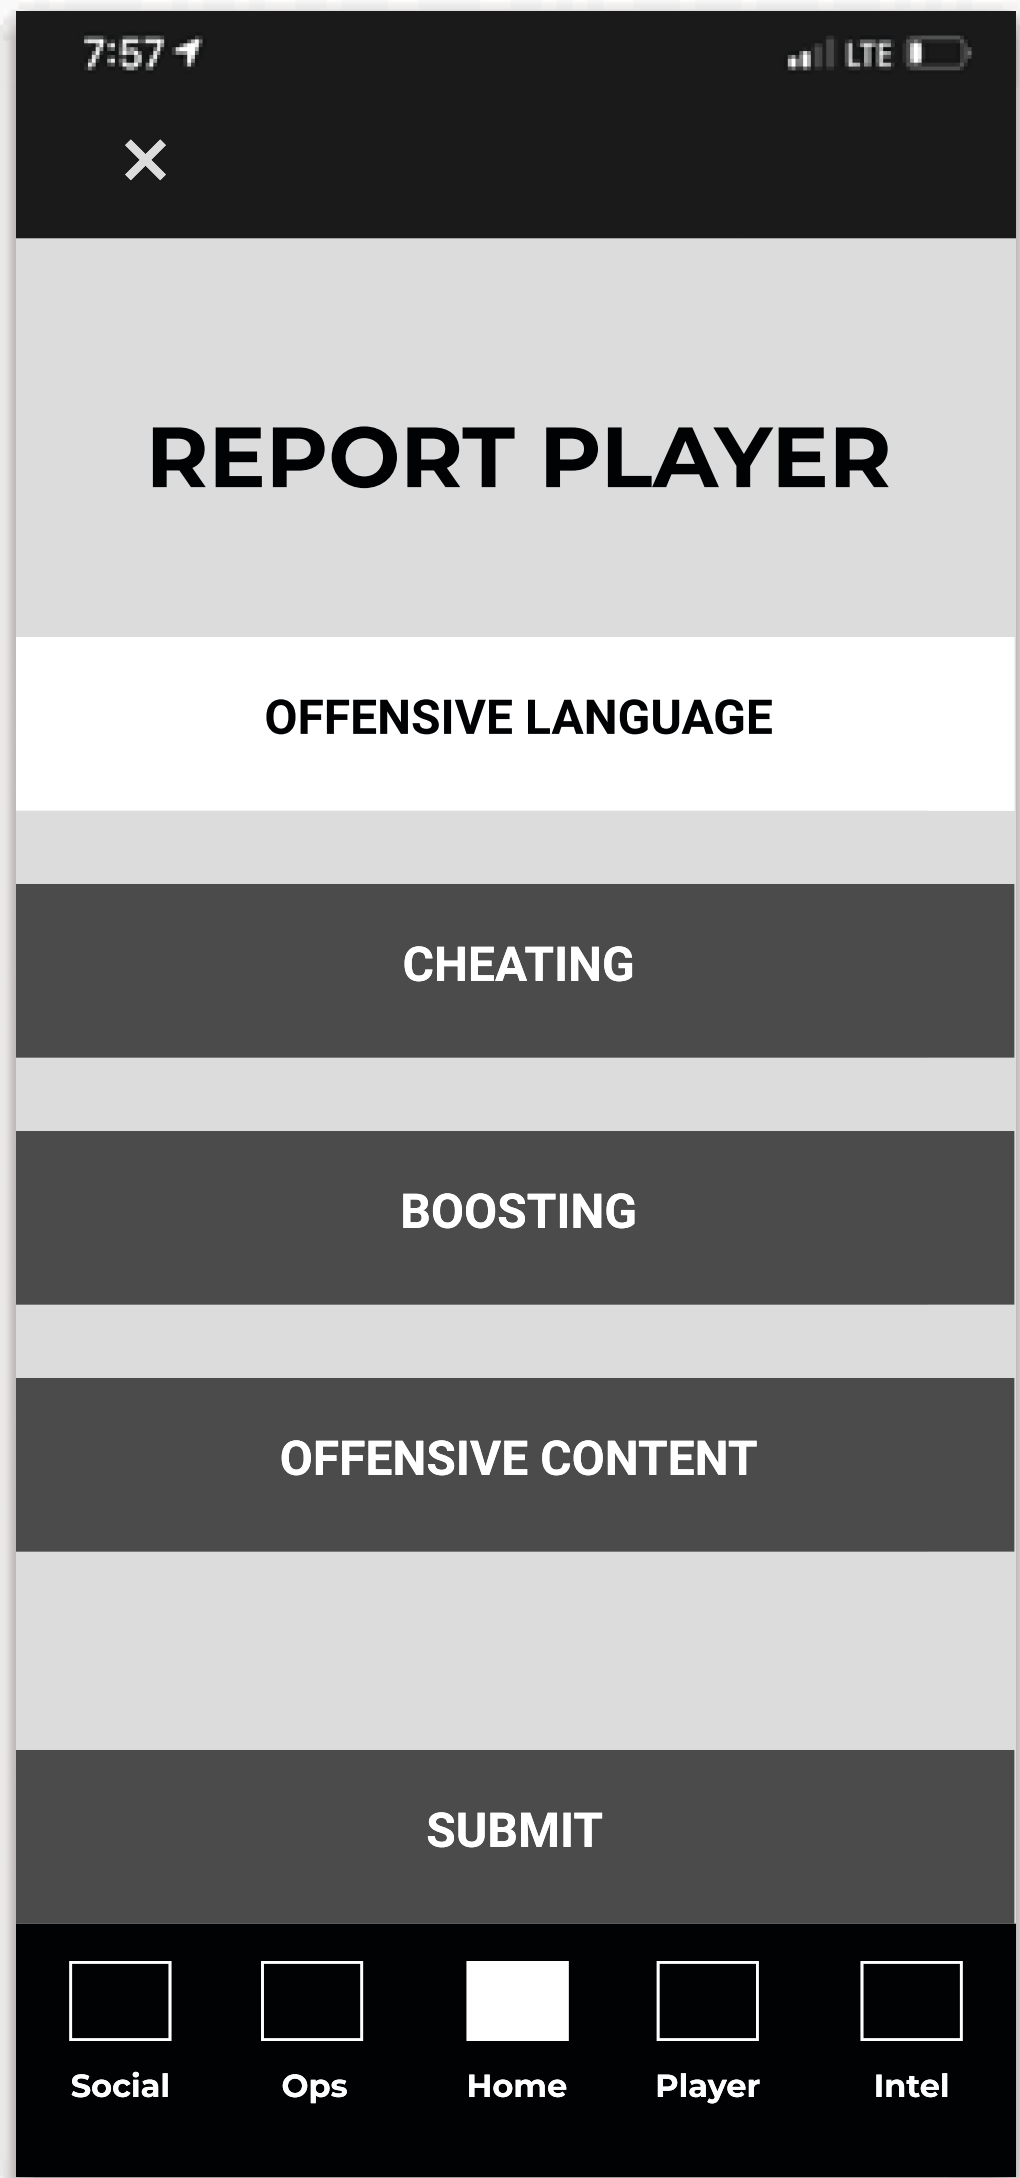 7:57
LTE
REPORT PLAYER
OFFENSIVE LANGUAGE
CHEATING
BOOSTING
OFFENSIVE CONTENT
SUBMIT
Social Ops Home Player Intel